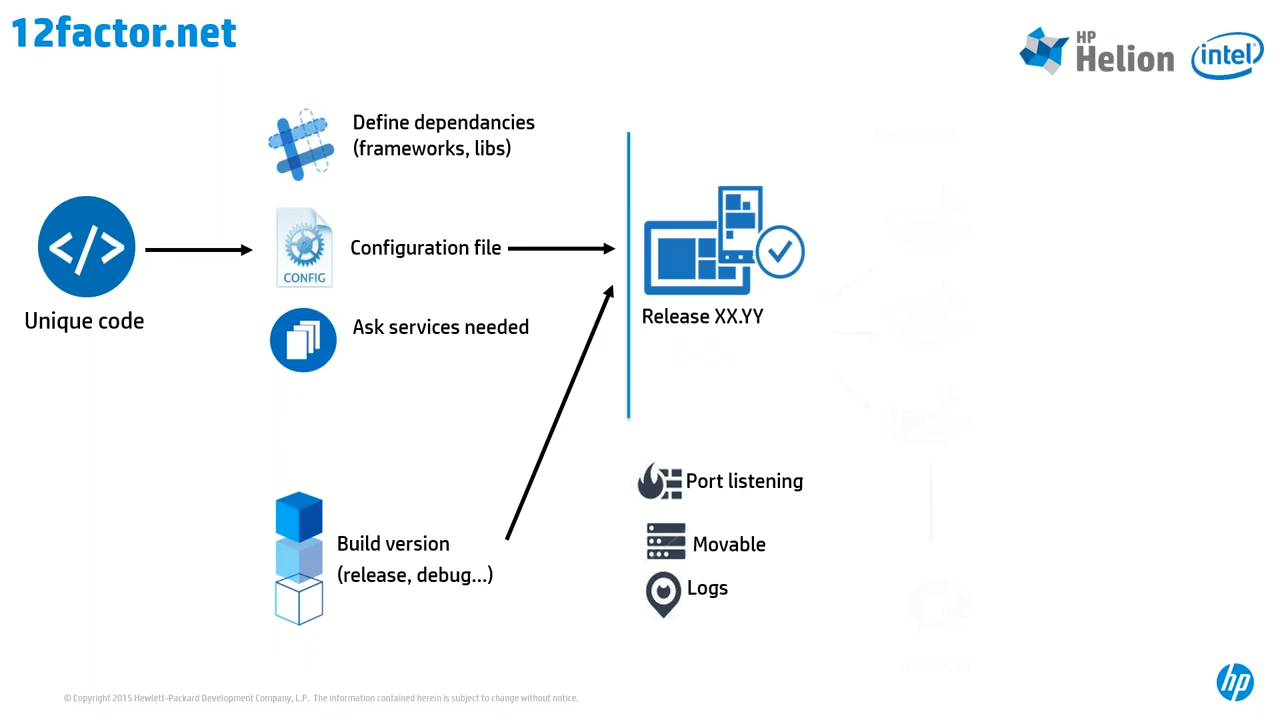 12factor.net
HP
Helion
intel
Define dependancies
(frameworks, libs)
CONFIG
Configuration file
Unique code
Ask services needed
Release XX.YY
Build version
(release, debug...)
Port listening
Movable
Logs
© Copyright 2015 Hewlett-Packard Development Company, L.P. The information contained herein is subject to change without notice.
hp